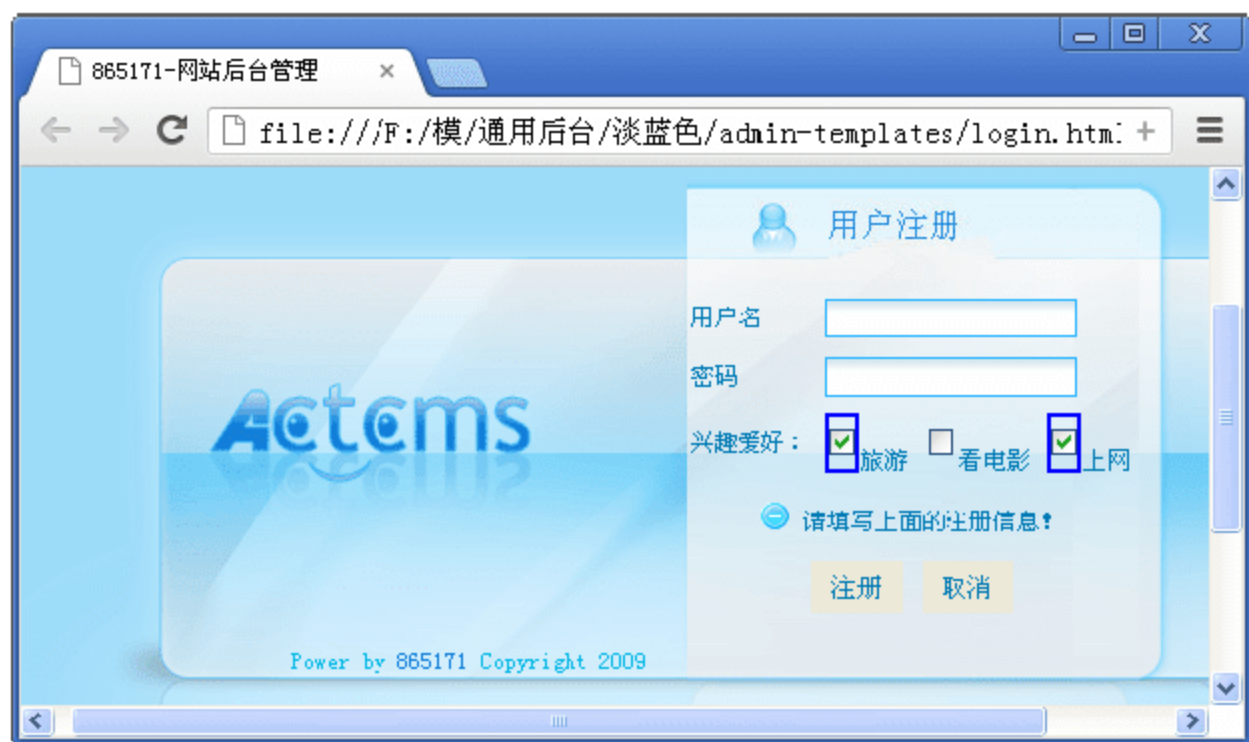 865171-网站后台管理
file:///F:/模/通用后台/淡蓝色/admin-templates/login.htm
用户注册
用户名
密码
Actcms
兴趣爱好： 旅游 看电影 上网
请填写上面的注册信息！
注册 取消
Power by 865171 Copyright 2009